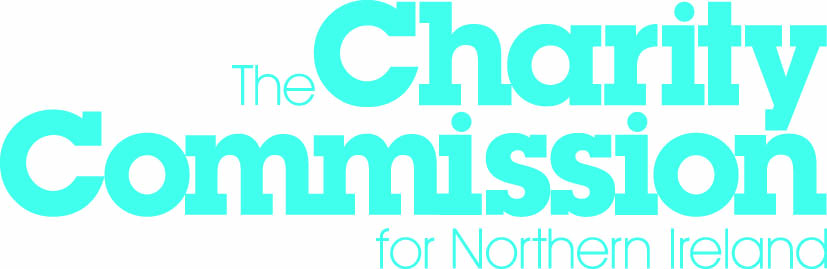 The Charity
Commission
for Northern Ireland